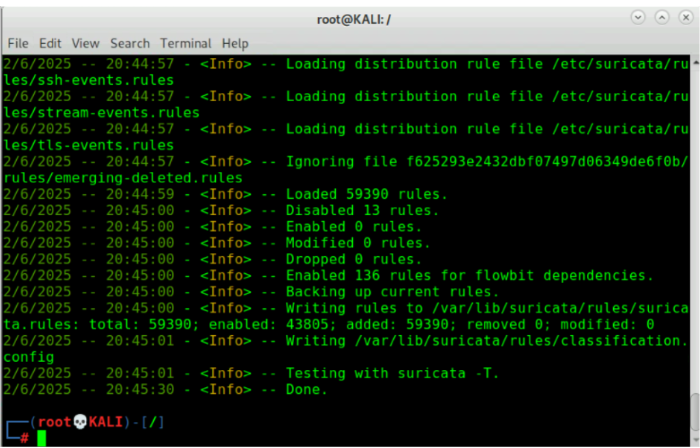 root@KALI: /
File Edit View Search Terminal Help
2/6/2025 -- 20:44:57 - <Info> -- Loading distribution rule file /etc/suricata/ru
les/ssh-events.rules
2/6/2025 -- 20:44:57 - <Info> -- Loading distribution rule file /etc/suricata/ru
les/stream-events.rules
2/6/2025 -- 20:44:57 - <Info> -- Loading distribution rule file /etc/suricata/ru
les/tls-events.rules
2/6/2025 -- 20:44:57 - <Info> -- Ignoring file f625293e2432dbf07497d06349de6f0b/
rules/emerging-deleted.rules
2/6/2025 -- 20:44:59 - <Info> -- Loaded 59390 rules.
2/6/2025 -- 20:45:00 - <Info> -- Disabled 13 rules.
2/6/2025 -- 20:45:00 - <Info> -- Enabled 0 rules.
2/6/2025 -- 20:45:00 - <Info> -- Modified 0 rules.
2/6/2025 -- 20:45:00 - <Info> -- Dropped 0 rules.
2/6/2025 -- 20:45:00 - <Info> -- Enabled 136 rules for flowbit dependencies.
2/6/2025 -- 20:45:00 - <Info> -- Backing up current rules.
2/6/2025 -- 20:45:00 - <Info> -- Writing rules to /var/lib/suricata/rules/surica
ta.rules: total: 59390; enabled: 43805; added: 59390; removed 0; modified: 0
2/6/2025 -- 20:45:01 - <Info> -- Writing /var/lib/suricata/rules/classification.
config
2/6/2025 -- 20:45:01 - <Info> -- Testing with suricata -T.
2/6/2025 -- 20:45:30 - <Info> -- Done.
┌──(root💀KALI)-[/]
└─#